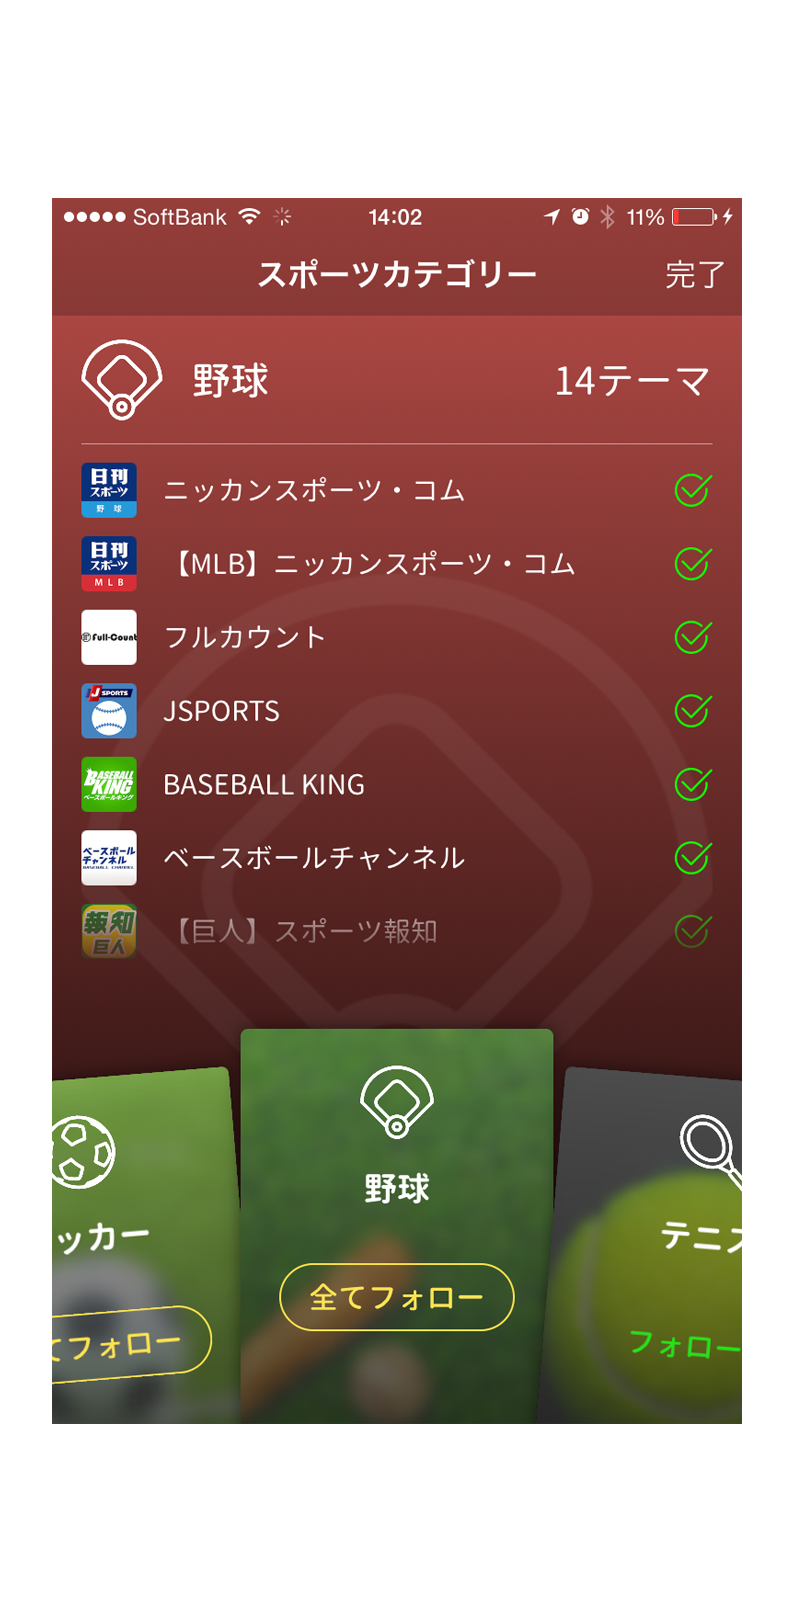 SoftBank 14:02 11%
スポーツカテゴリー 完了
野球 14テーマ
日刊
スポーツ
野球
ニッカンスポーツ・コム
日刊
スポーツ
MLB
【MLB】ニッカンスポーツ・コム
Full-Count
フルカウント
J SPORTS
JSPORTS
BASEBALL
KING
ベースボールキング
BASEBALL KING
ベースボール
チャンネル
BASEBALL CHANNEL
ベースボールチャンネル
報知
巨人
【巨人】スポーツ報知
ッカー
てフォロー
野球
全てフォロー
テニス
フォロー